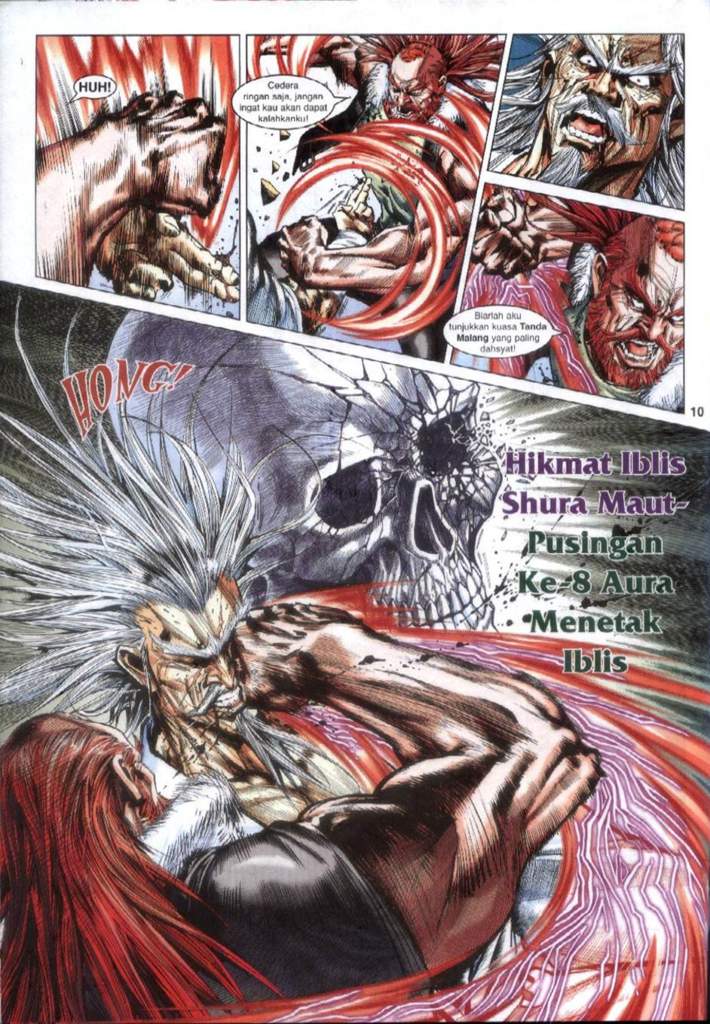 HUH!
Cedera
ringan saja, jangan
ingat kau akan dapat
kalahkanku!
Biarlah aku
tunjukkan kuasa Tanda
Malang yang paling
dahsyat!
10
HONG!
Hikmat Iblis
Shura Maut-
Pusingan
Ke-8 Aura
Menetak
Iblis